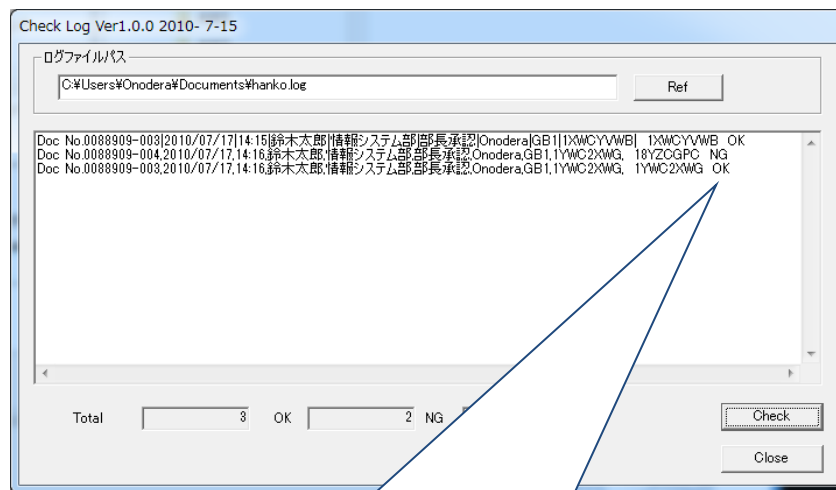 Check Log Ver1.0.0 2010- 7-15
ログファイルパス
C:¥Users¥Onodera¥Documents¥hanko.log
Ref
Doc No.0088909-003|2010/07/17|14:15|鈴木太郎|情報システム部|部長承認|Onodera|GB1|1XWCYVWB| 1XWCYVWB OK
Doc No.0088909-004,2010/07/17,14:16,鈴木太郎,情報システム部,部長承認,Onodera,GB1,1YWC2XWG, 18YZCGPC NG
Doc No.0088909-003,2010/07/17,14:16,鈴木太郎,情報システム部,部長承認,Onodera,GB1,1YWC2XWG, 1YWC2XWG OK
Total 3 OK 2 NG
Check
Close